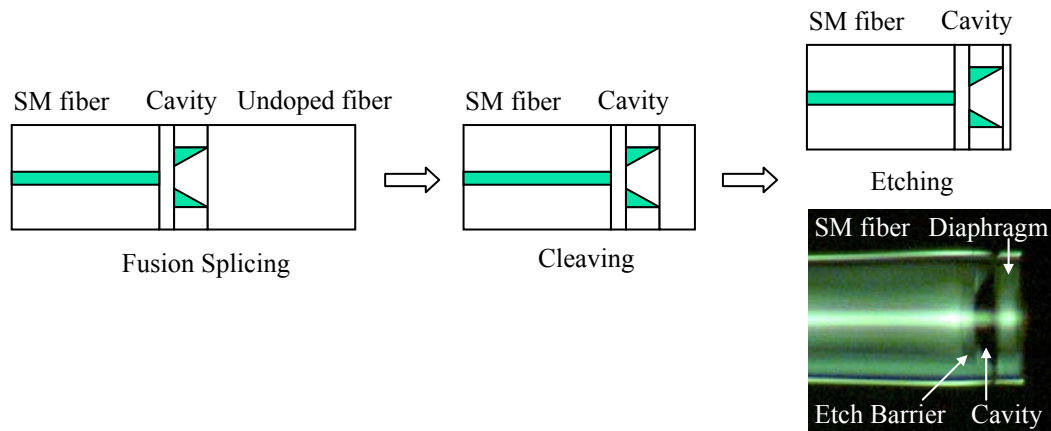 SM fiber Cavity Undoped fiber
Fusion Splicing
SM fiber Cavity
Cleaving
SM fiber Cavity
Etching
SM fiber Diaphragm
Etch Barrier Cavity